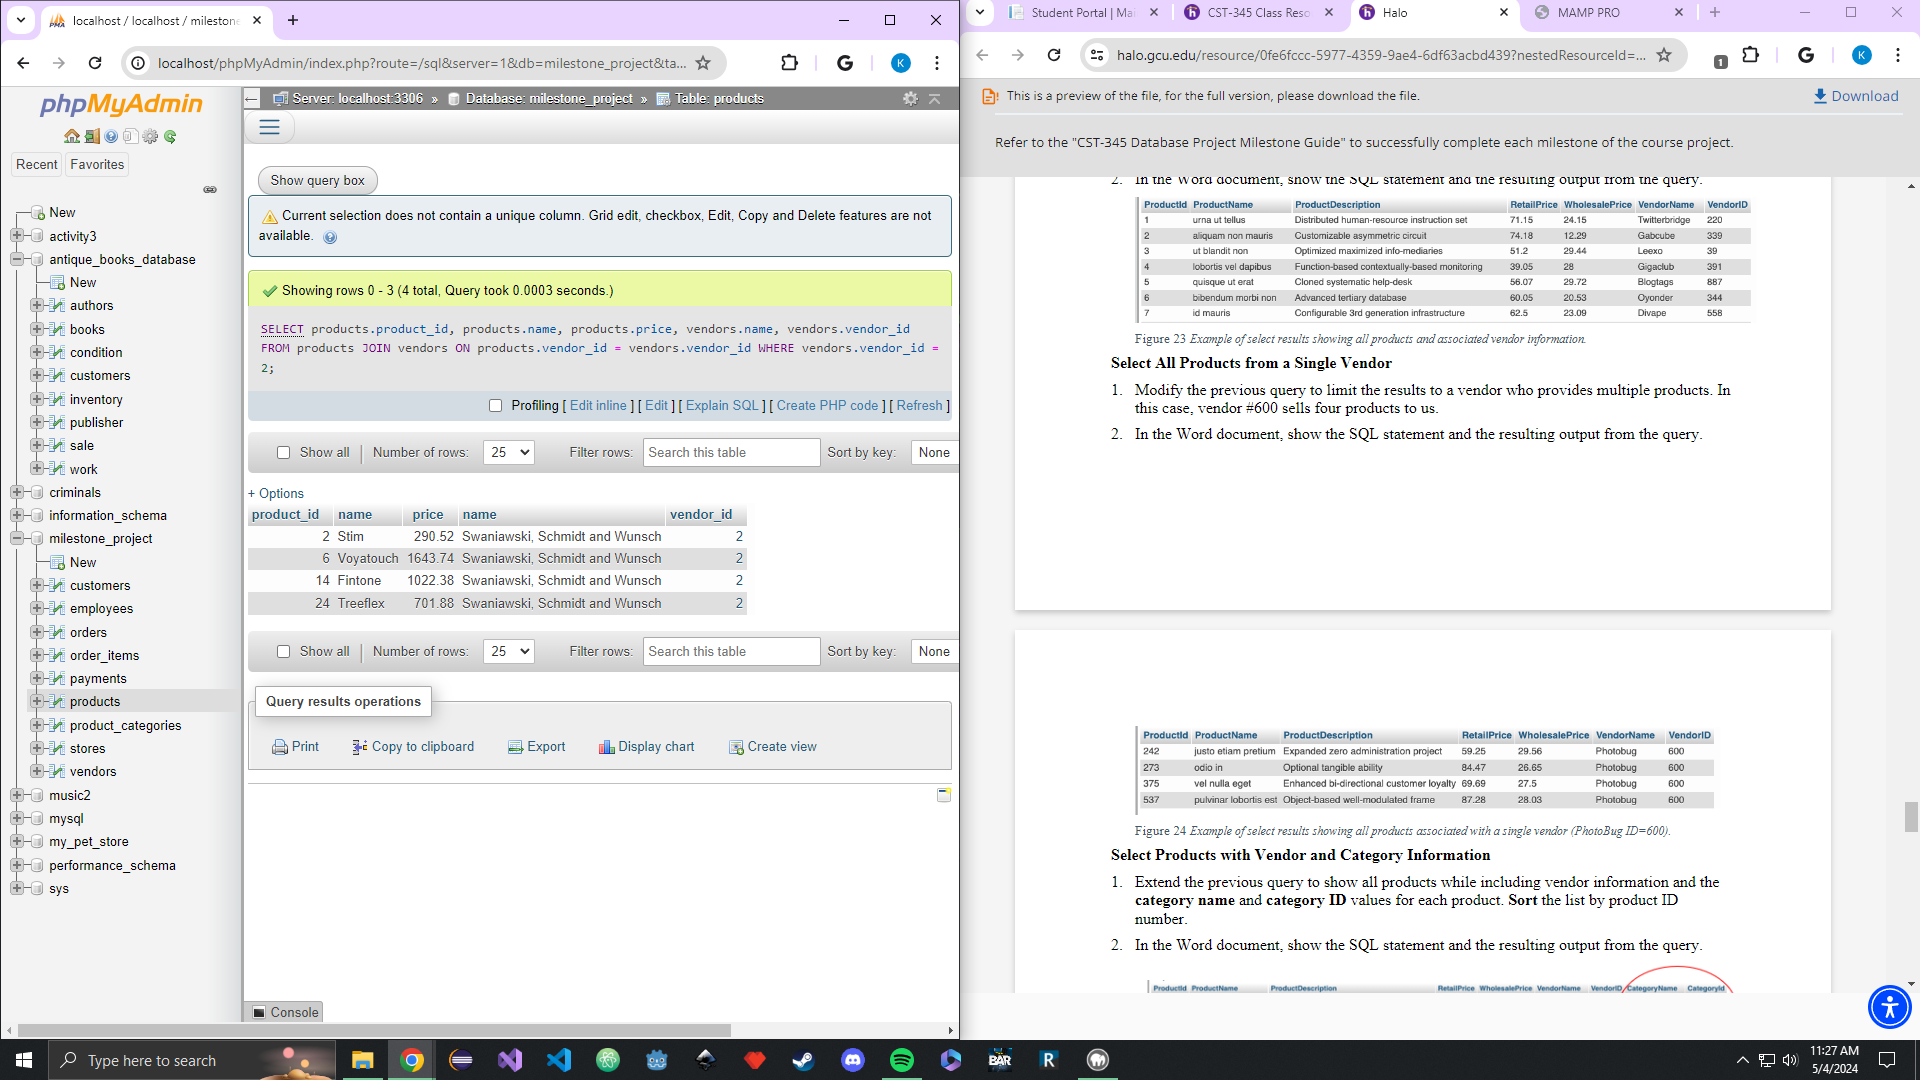 localhost / localhost / milestone
localhost/phpMyAdmin/index.php?route=/sql&server=1&db=milestone_project&ta...
K
phpMyAdmin
Recent
Favorites
New
activity3
antique_books_database
New
authors
books
condition
customers
inventory
publisher
sale
work
criminals
information_schema
milestone_project
New
customers
employees
orders
order_items
payments
products
product_categories
stores
vendors
music2
mysql
my_pet_store
performance_schema
sys
Server: localhost:3306 » Database: milestone_project » Table: products
Show query box
Current selection does not contain a unique column. Grid edit, checkbox, Edit, Copy and Delete features are not
available.
Showing rows 0 - 3 (4 total, Query took 0.0003 seconds.)
SELECT products.product_id, products.name, products.price, vendors.name, vendors.vendor_id
FROM products JOIN vendors ON products.vendor_id = vendors.vendor_id WHERE vendors.vendor_id =
2;
Profiling [ Edit inline ] [ Edit ] [ Explain SQL ] [ Create PHP code ] [ Refresh ]
Show all Number of rows: 25 Filter rows: Search this table Sort by key: None
+ Options
product_id name price name vendor_id
2 Stim 290.52 Swaniawski, Schmidt and Wunsch 2
6 Voyatouch 1643.74 Swaniawski, Schmidt and Wunsch 2
14 Fintone 1022.38 Swaniawski, Schmidt and Wunsch 2
24 Treeflex 701.88 Swaniawski, Schmidt and Wunsch 2
Show all Number of rows: 25 Filter rows: Search this table Sort by key: None
Query results operations
Print Copy to clipboard Export Display chart Create view
Console
Student Portal | Mai
CST-345 Class Reso
Halo
MAMP PRO
halo.gcu.edu/resource/0fe6fccc-5977-4359-9ae4-6df63acbd439?nestedResourceId=...
1
K
This is a preview of the file, for the full version, please download the file.
Download
Refer to the "CST-345 Database Project Milestone Guide" to successfully complete each milestone of the course project.
2. In the Word document, show the SQL statement and the resulting output from the query.
ProductId ProductName ProductDescription RetailPrice WholesalePrice VendorName VendorID
1 urna ut tellus Distributed human-resource instruction set 71.15 24.15 Twitterbridge 220
2 aliquam non mauris Customizable asymmetric circuit 74.18 12.29 Gabcube 339
3 ut blandit non Optimized maximized info-mediaries 51.2 29.44 Leexo 39
4 lobortis vel dapibus Function-based contextually-based monitoring 39.05 28 Gigaclub 391
5 quisque ut erat Cloned systematic help-desk 56.07 29.72 Blogtags 887
6 bibendum morbi non Advanced tertiary database 60.05 20.53 Oyonder 344
7 id mauris Configurable 3rd generation infrastructure 62.5 23.09 Divape 558
Figure 23 Example of select results showing all products and associated vendor information.
Select All Products from a Single Vendor
1. Modify the previous query to limit the results to a vendor who provides multiple products. In
this case, vendor #600 sells four products to us.
2. In the Word document, show the SQL statement and the resulting output from the query.
ProductId ProductName ProductDescription RetailPrice WholesalePrice VendorName VendorID
242 justo etiam pretium Expanded zero administration project 59.25 29.56 Photobug 600
273 odio in Optional tangible ability 84.47 26.65 Photobug 600
375 vel nulla eget Enhanced bi-directional customer loyalty 69.69 27.5 Photobug 600
537 pulvinar lobortis est Object-based well-modulated frame 87.28 28.03 Photobug 600
Figure 24 Example of select results showing all products associated with a single vendor (PhotoBug ID=600).
Select Products with Vendor and Category Information
1. Extend the previous query to show all products while including vendor information and the
category name and category ID values for each product. Sort the list by product ID
number.
2. In the Word document, show the SQL statement and the resulting output from the query.
ProductId ProductName ProductDescription RetailPrice WholesalePrice VendorName VendorID CategoryName CategoryId
Type here to search
BAR
R
11:27 AM
5/4/2024